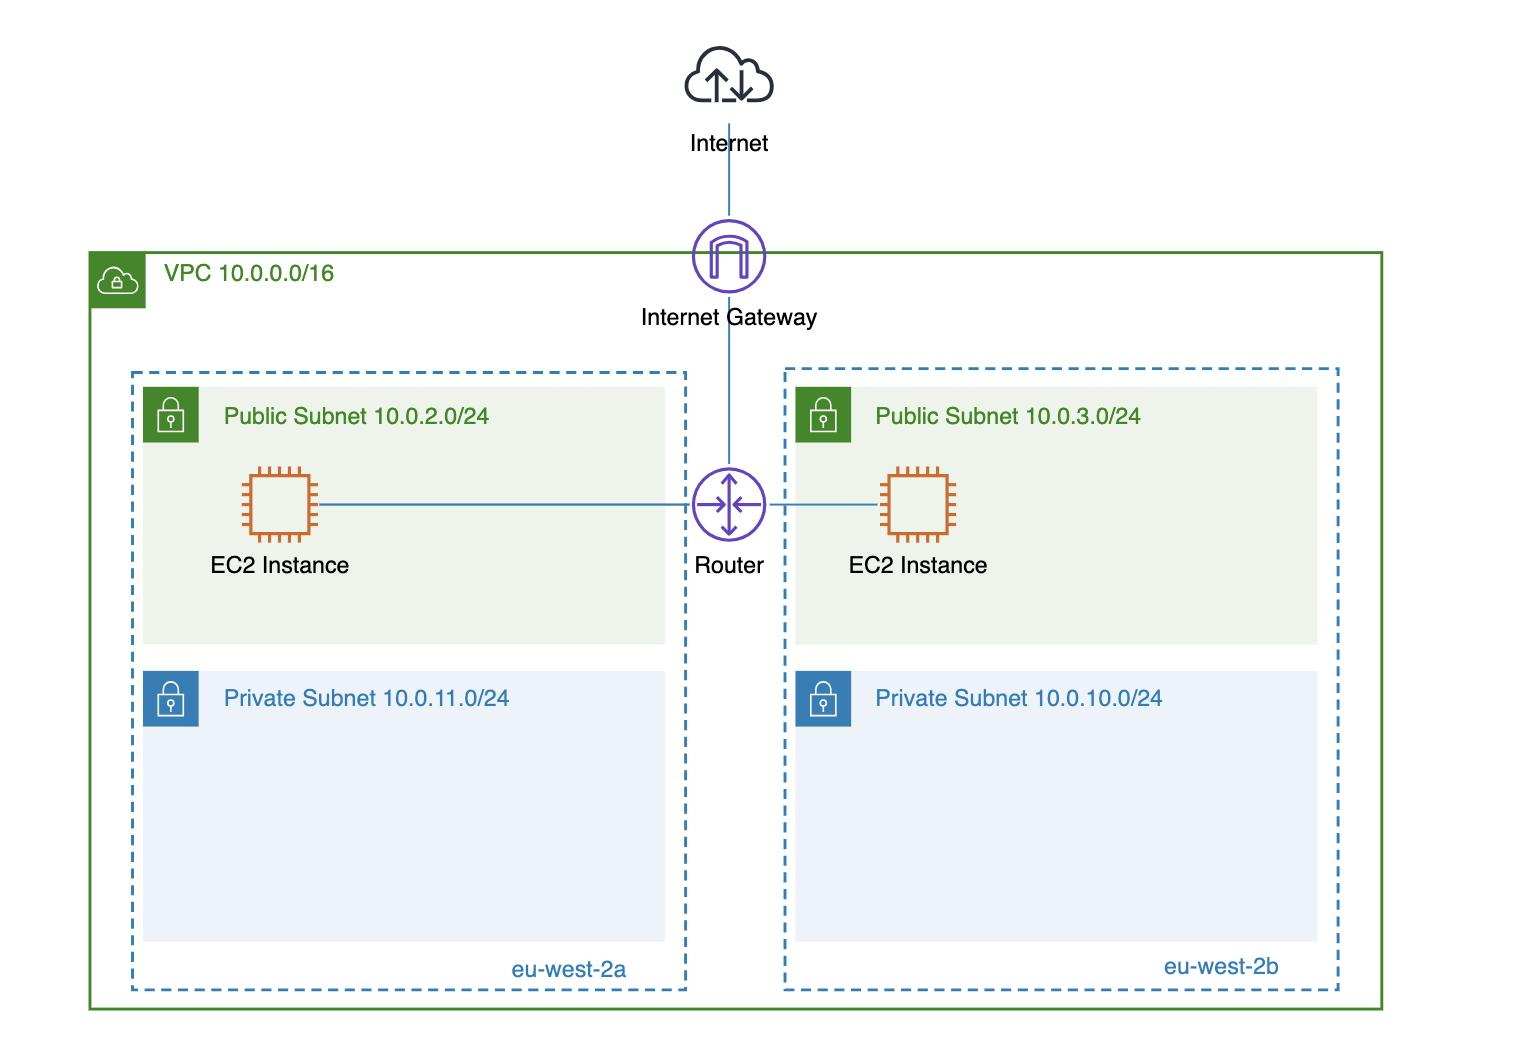 Internet
VPC 10.0.0.0/16
Internet Gateway
Public Subnet 10.0.2.0/24
Public Subnet 10.0.3.0/24
EC2 Instance
Router
EC2 Instance
Private Subnet 10.0.11.0/24
Private Subnet 10.0.10.0/24
eu-west-2a
eu-west-2b